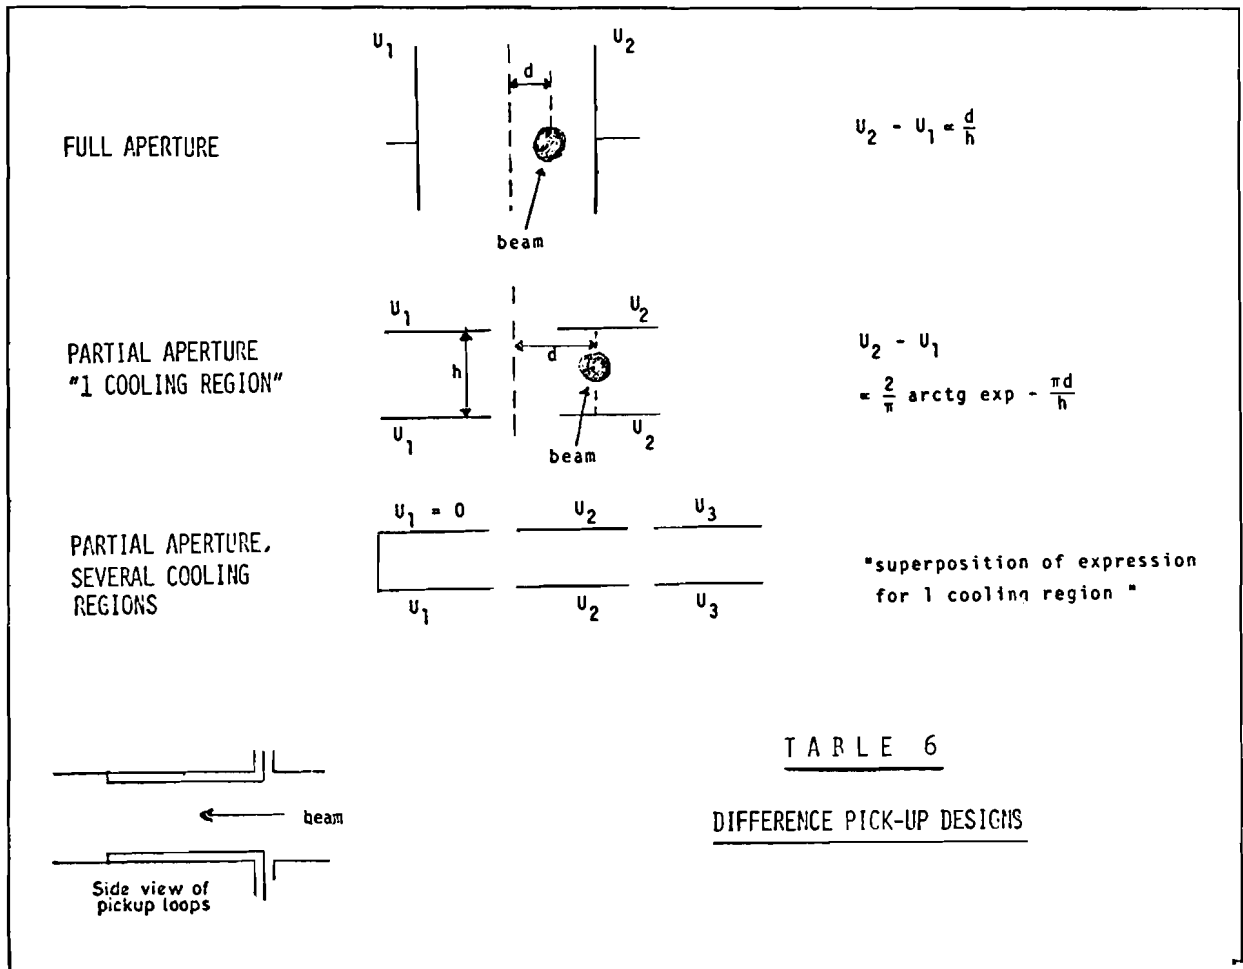 U1
U2
d
FULL APERTURE
U2 - U1 ∝ d/h
beam
U1
U2
d
h
PARTIAL APERTURE
"1 COOLING REGION"
U2 - U1
∝ 2/π arctg exp - πd/h
U1
U2
beam
U1 = 0
U2
U3
PARTIAL APERTURE,
SEVERAL COOLING
REGIONS
"superposition of expression
for 1 cooling region "
U1
U2
U3
TABLE 6
DIFFERENCE PICK-UP DESIGNS
beam
Side view of
pickup loops